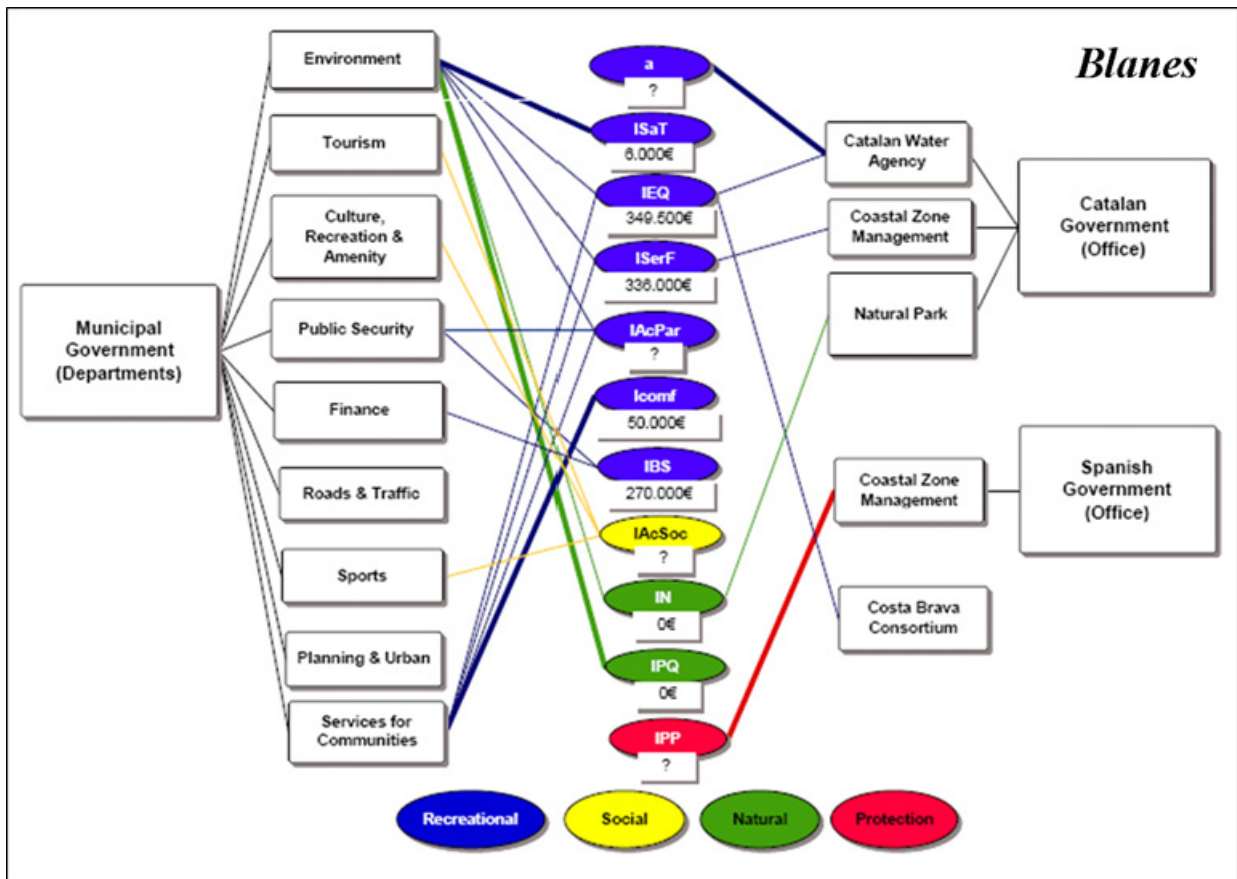 Blanes
Municipal
Government
(Departments)
Environment
Tourism
Culture,
Recreation &
Amenity
Public Security
Finance
Roads & Traffic
Sports
Planning & Urban
Services for
Communities
a
?
ISaT
6.000€
IEQ
349.500€
ISerF
336.000€
IAcPar
?
Icomf
50.000€
IBS
270.000€
IAcSoc
?
IN
0€
IPQ
0€
IPP
?
Catalan Water
Agency
Coastal Zone
Management
Natural Park
Coastal Zone
Management
Costa Brava
Consortium
Catalan
Government
(Office)
Spanish
Government
(Office)
Recreational
Social
Natural
Protection